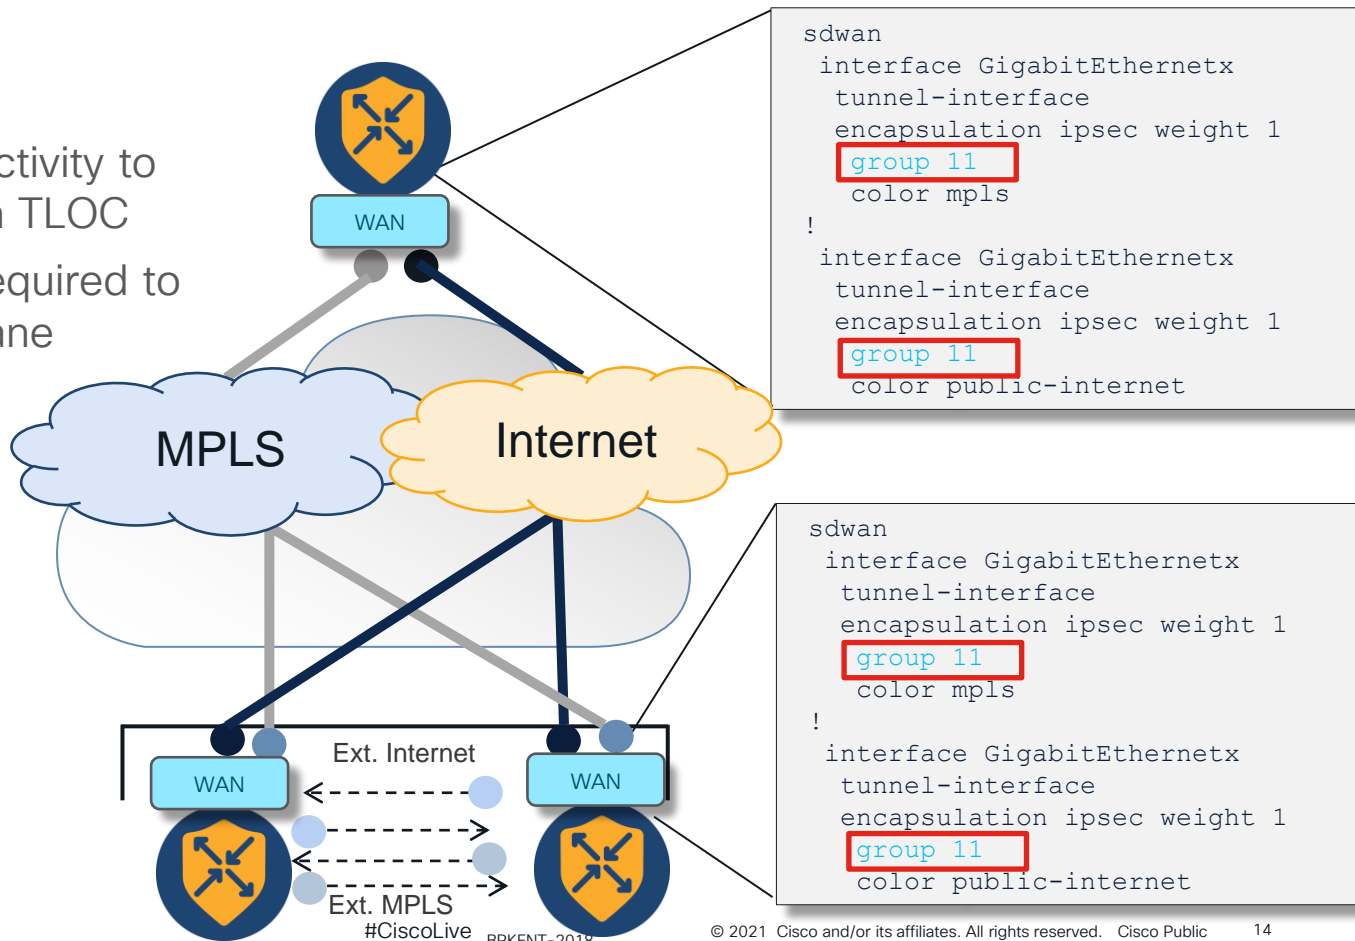 ctivity to
TLOC
equired to
ane
WAN
MPLS
Internet
sdwan
interface GigabitEthernetx
tunnel-interface
encapsulation ipsec weight 1
group 11
color mpls
!
interface GigabitEthernetx
tunnel-interface
encapsulation ipsec weight 1
group 11
color public-internet
sdwan
interface GigabitEthernetx
tunnel-interface
encapsulation ipsec weight 1
group 11
color mpls
!
interface GigabitEthernetx
tunnel-interface
encapsulation ipsec weight 1
group 11
color public-internet
Ext. Internet
WAN
WAN
Ext. MPLS
#CiscoLive
BRKENT-2018
© 2021 Cisco and/or its affiliates. All rights reserved. Cisco Public
14